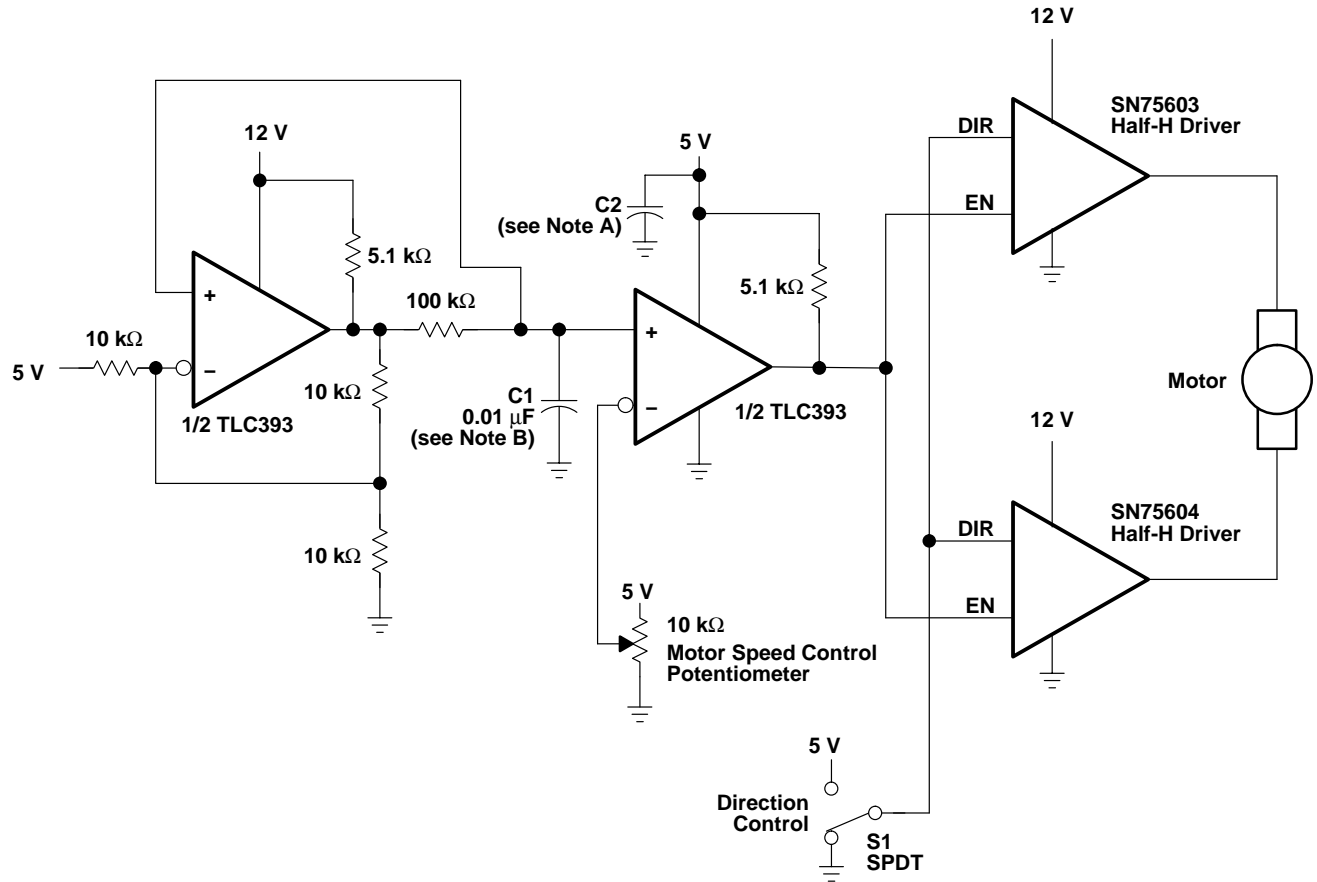 12 V
SN75603
Half-H Driver
DIR
EN
12 V
5 V
C2
(see Note A)
5.1 kΩ
5.1 kΩ
100 kΩ
+
−
10 kΩ
5 V
1/2 TLC393
10 kΩ
C1
0.01 μF
(see Note B)
+
−
1/2 TLC393
Motor
10 kΩ
12 V
SN75604
Half-H Driver
DIR
EN
5 V
10 kΩ
Motor Speed Control
Potentiometer
5 V
Direction
Control
S1
SPDT